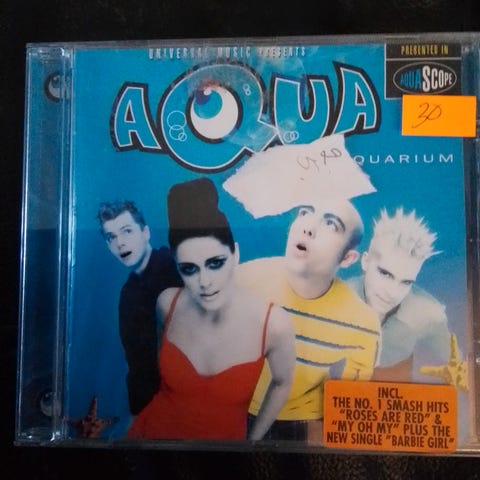 UNIVERSAL MUSIC PRESENTS
PRESENTED IN
AQUASCOPE
AQUA
30
QUARIUM
INCL.
THE NO. 1 SMASH HITS
"ROSES ARE RED" &
"MY OH MY" PLUS THE
NEW SINGLE "BARBIE GIRL"